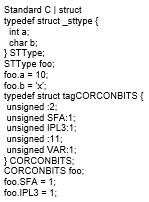 Standard C | struct
typedef struct _sttype {
int a;
char b;
} STType;
STType foo;
foo.a = 10;
foo.b = 'x';
typedef struct tagCORCONBITS {
unsigned :2;
unsigned SFA:1;
unsigned IPL3:1;
unsigned :11;
unsigned VAR:1;
} CORCONBITS;
CORCONBITS foo;
foo.SFA = 1;
foo.IPL3 = 1;